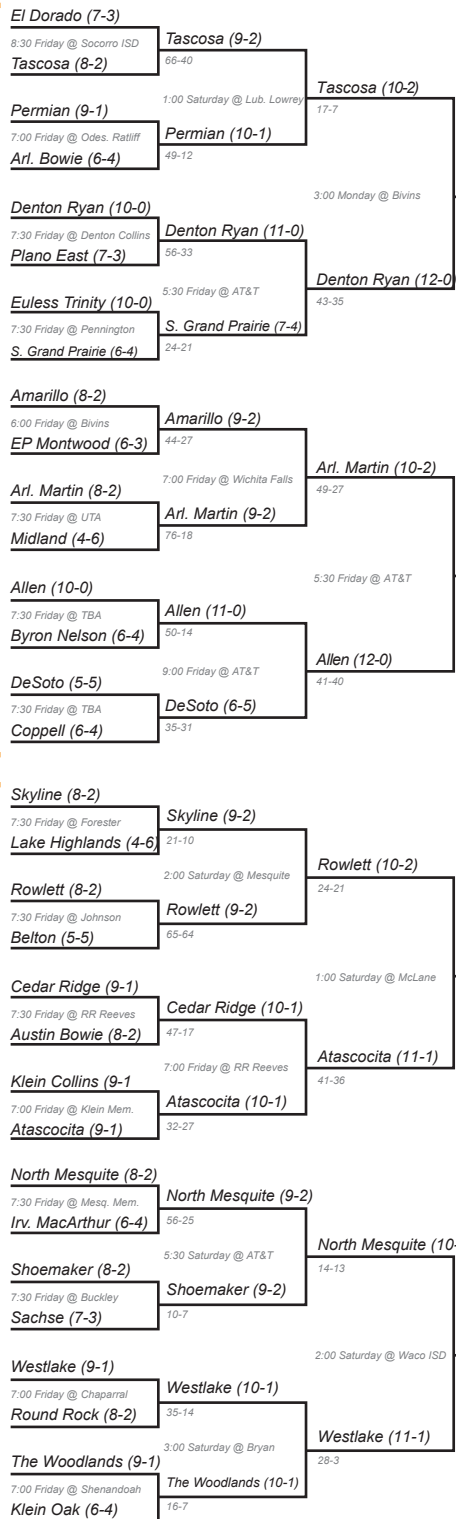 El Dorado (7-3)
8:30 Friday @ Socorro ISD
Tascosa (8-2)
Tascosa (9-2)
66-40
1:00 Saturday @ Lub. Lowrey
Tascosa (10-2)
17-7
Permian (9-1)
7:00 Friday @ Odes. Ratliff
Arl. Bowie (6-4)
Permian (10-1)
49-12
3:00 Monday @ Bivins
Denton Ryan (10-0)
7:30 Friday @ Denton Collins
Plano East (7-3)
Denton Ryan (11-0)
56-33
5:30 Friday @ AT&T
Denton Ryan (12-0)
43-35
Euless Trinity (10-0)
7:30 Friday @ Pennington
S. Grand Prairie (6-4)
S. Grand Prairie (7-4)
24-21
Amarillo (8-2)
6:00 Friday @ Bivins
EP Montwood (6-3)
Amarillo (9-2)
44-27
7:00 Friday @ Wichita Falls
Arl. Martin (10-2)
49-27
Arl. Martin (8-2)
7:30 Friday @ UTA
Midland (4-6)
Arl. Martin (9-2)
76-18
5:30 Friday @ AT&T
Allen (10-0)
7:30 Friday @ TBA
Byron Nelson (6-4)
Allen (11-0)
50-14
9:00 Friday @ AT&T
Allen (12-0)
41-40
DeSoto (5-5)
7:30 Friday @ TBA
Coppell (6-4)
DeSoto (6-5)
35-31
Skyline (8-2)
7:30 Friday @ Forester
Lake Highlands (4-6)
Skyline (9-2)
21-10
2:00 Saturday @ Mesquite
Rowlett (10-2)
24-21
Rowlett (8-2)
7:30 Friday @ Johnson
Belton (5-5)
Rowlett (9-2)
65-64
1:00 Saturday @ McLane
Cedar Ridge (9-1)
7:30 Friday @ RR Reeves
Austin Bowie (8-2)
Cedar Ridge (10-1)
47-17
7:00 Friday @ RR Reeves
Atascocita (11-1)
41-36
Klein Collins (9-1
7:00 Friday @ Klein Mem.
Atascocita (9-1)
Atascocita (10-1)
32-27
North Mesquite (8-2)
7:30 Friday @ Mesq. Mem.
Irv. MacArthur (6-4)
North Mesquite (9-2)
56-25
5:30 Saturday @ AT&T
North Mesquite (10-
14-13
Shoemaker (8-2)
7:30 Friday @ Buckley
Sachse (7-3)
Shoemaker (9-2)
10-7
2:00 Saturday @ Waco ISD
Westlake (9-1)
7:00 Friday @ Chaparral
Round Rock (8-2)
Westlake (10-1)
35-14
3:00 Saturday @ Bryan
Westlake (11-1)
28-3
The Woodlands (9-1)
7:00 Friday @ Shenandoah
Klein Oak (6-4)
The Woodlands (10-1)
16-7